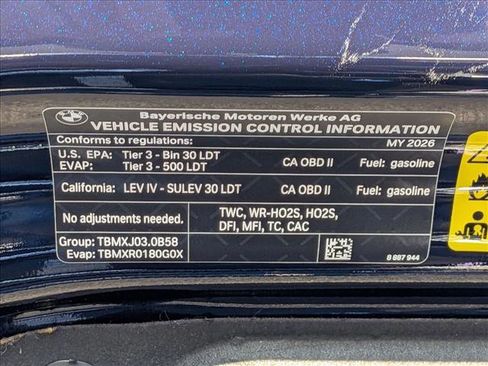 Bayerische Motoren Werke AG
VEHICLE EMISSION CONTROL INFORMATION
Conforms to regulations: MY 2026
U.S. EPA: Tier 3 - Bin 30 LDT CA OBD II Fuel: gasoline
EVAP: Tier 3 - 500 LDT
California: LEV IV - SULEV 30 LDT CA OBD II Fuel: gasoline
No adjustments needed. TWC, WR-HO2S, HO2S,
DFI, MFI, TC, CAC
Group: TBMXJ03.0B58
Evap: TBMXR0180G0X 8 887 944